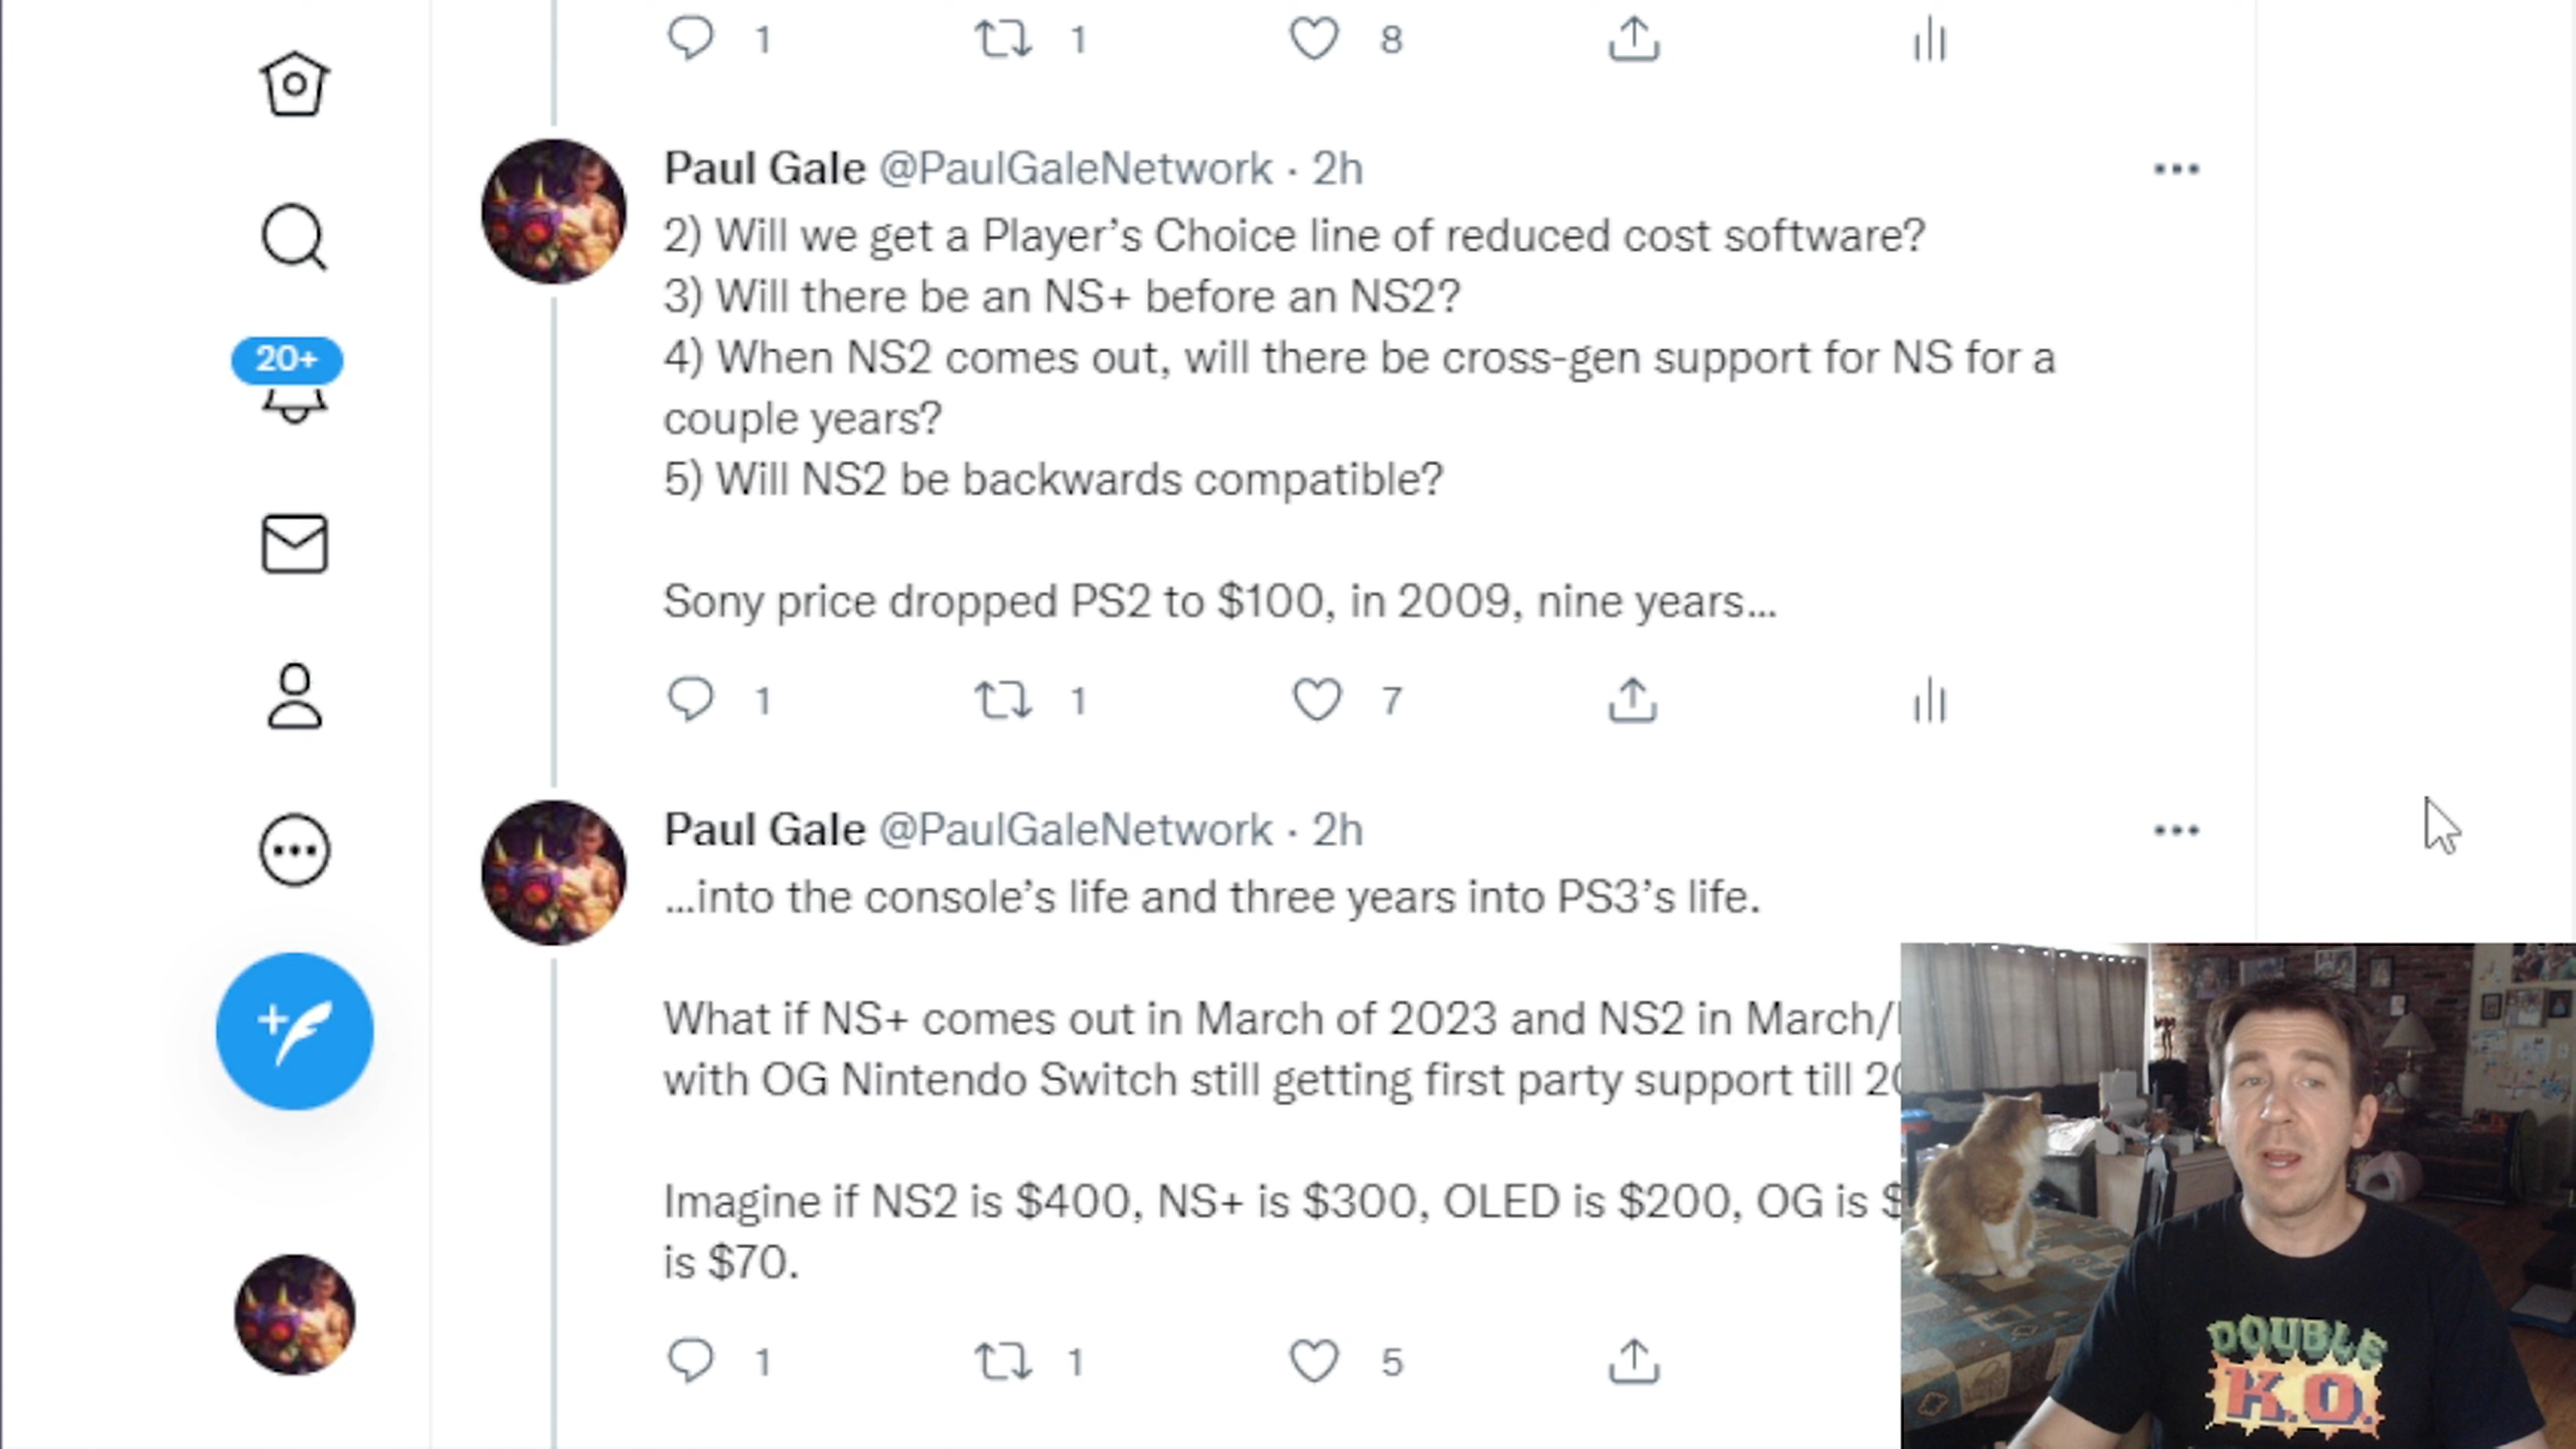 1 1 8
Paul Gale @PaulGaleNetwork · 2h
2) Will we get a Player’s Choice line of reduced cost software?
3) Will there be an NS+ before an NS2?
4) When NS2 comes out, will there be cross-gen support for NS for a
couple years?
5) Will NS2 be backwards compatible?
Sony price dropped PS2 to $100, in 2009, nine years...
1 1 7
20+
Paul Gale @PaulGaleNetwork · 2h
...into the console’s life and three years into PS3’s life.
What if NS+ comes out in March of 2023 and NS2 in March/
with OG Nintendo Switch still getting first party support till
Imagine if NS2 is $400, NS+ is $300, OLED is $200, OG is $
is $70.
1 1 5
DOUBLE
K.O.